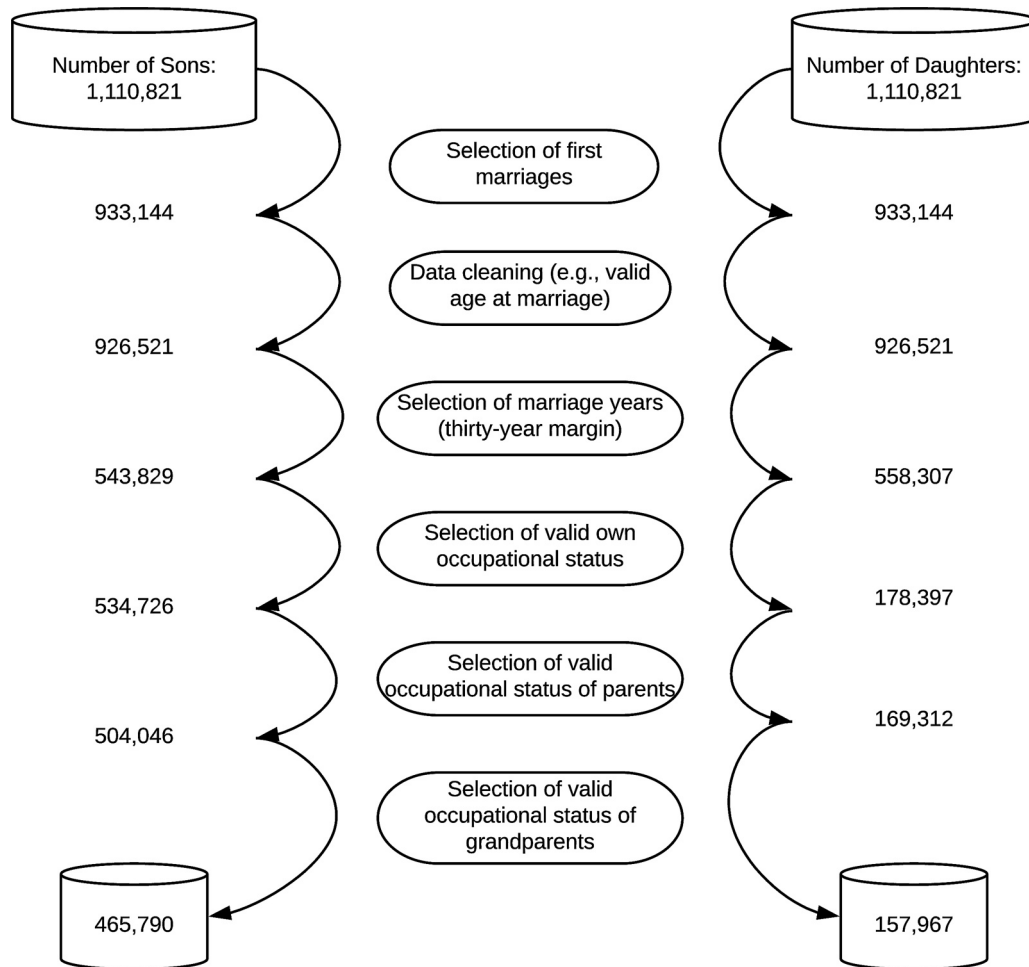 Number of Sons:
1,110,821
Number of Daughters:
1,110,821
Selection of first
marriages
933,144
933,144
Data cleaning (e.g., valid
age at marriage)
926,521
926,521
Selection of marriage years
(thirty-year margin)
543,829
558,307
Selection of valid own
occupational status
534,726
178,397
Selection of valid
occupational status of parents
504,046
169,312
Selection of valid
occupational status of
grandparents
465,790
157,967